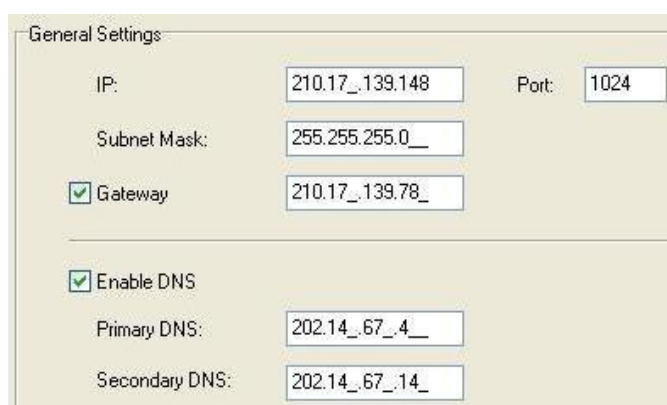 General Settings
IP: 210.17_.139.148 Port: 1024
Subnet Mask: 255.255.255.0__
Gateway 210.17_.139.78_
Enable DNS
Primary DNS: 202.14_.67_.4__
Secondary DNS: 202.14_.67_.14_